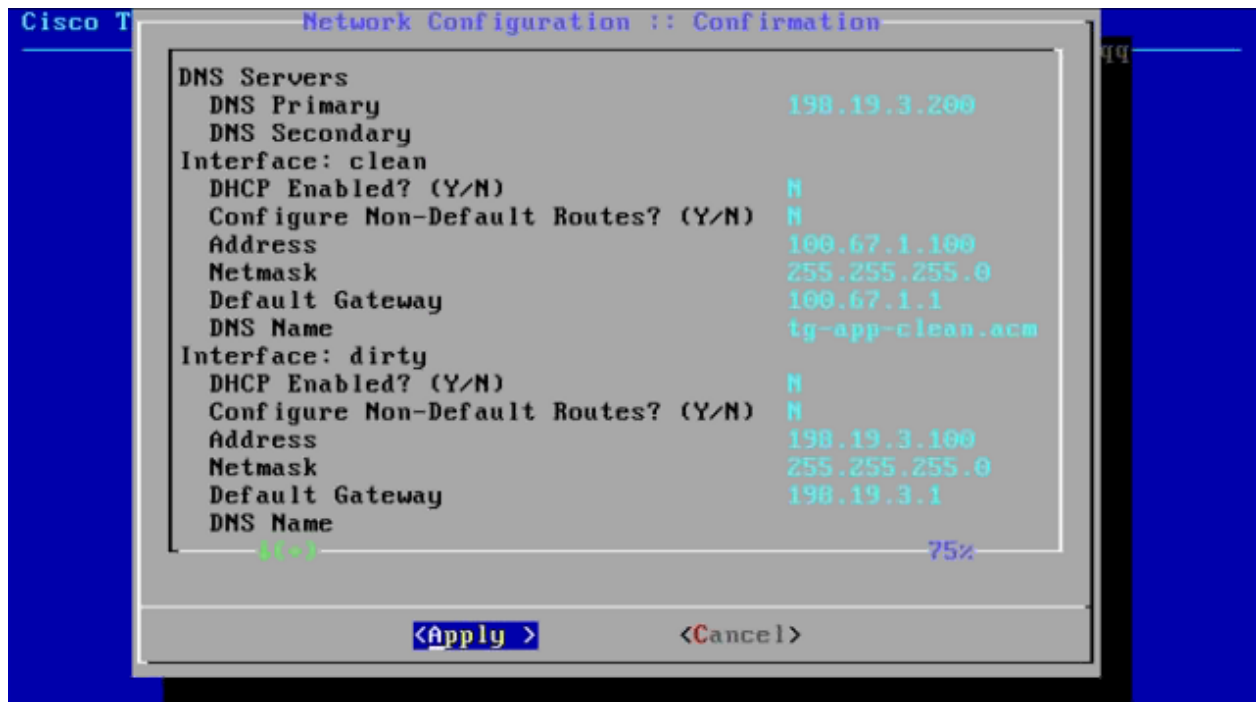 Cisco T
Network Configuration :: Confirmation
qq
DNS Servers
DNS Primary 198.19.3.200
DNS Secondary
Interface: clean
DHCP Enabled? (Y/N) N
Configure Non-Default Routes? (Y/N) N
Address 100.67.1.100
Netmask 255.255.255.0
Default Gateway 100.67.1.1
DNS Name tg-app-clean.acm
Interface: dirty
DHCP Enabled? (Y/N) N
Configure Non-Default Routes? (Y/N) N
Address 198.19.3.100
Netmask 255.255.255.0
Default Gateway 198.19.3.1
DNS Name
75%
<Apply > <Cancel>